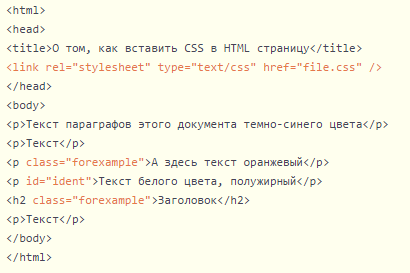 <html>
<head>
<title>О том, как вставить CSS в HTML страницу</title>
<link rel="stylesheet" type="text/css" href="file.css" />
</head>
<body>
<p>Текст параграфов этого документа темно-синего цвета</p>
<p>Текст</p>
<p class="forexample">А здесь текст оранжевый</p>
<p id="ident">Текст белого цвета, полужирный</p>
<h2 class="forexample">Заголовок</h2>
<p>Текст</p>
</body>
</html>